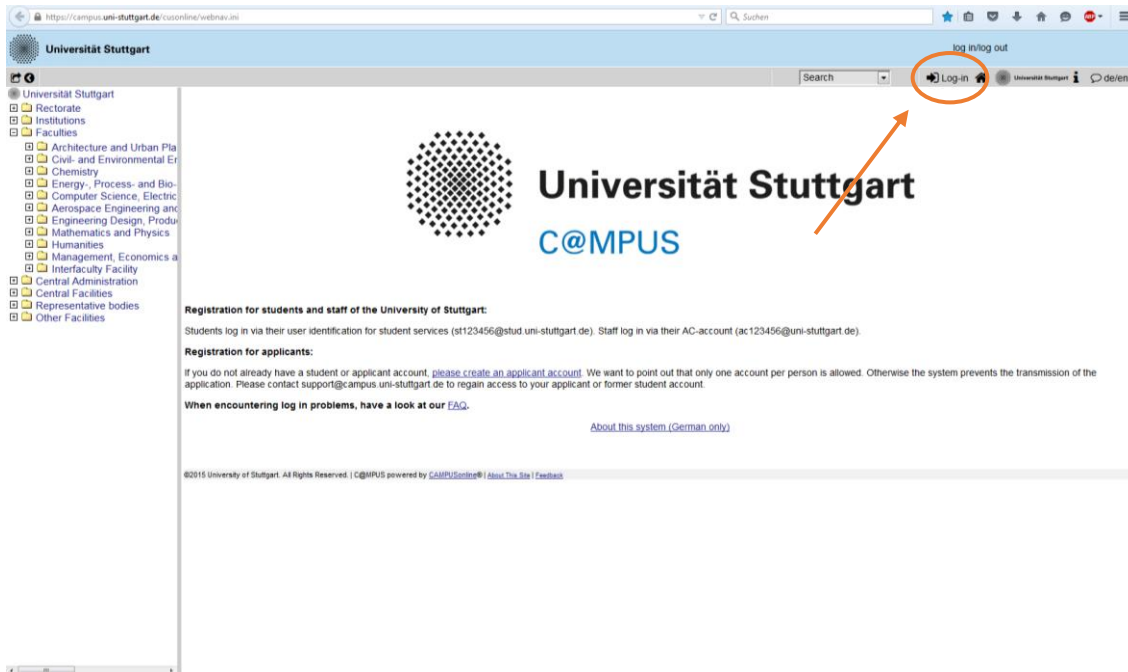 https://campus.uni-stuttgart.de/cusonline/webnav.ini
Suchen
ABP
Universität Stuttgart
log in/log out
Search
Log-in
Universität Stuttgart
de/en
Universität Stuttgart
Rectorate
Institutions
Faculties
Architecture and Urban Pla
Civil- and Environmental Er
Chemistry
Energy-, Process- and Bio-
Computer Science, Electric
Aerospace Engineering and
Engineering Design, Produ
Mathematics and Physics
Humanities
Management, Economics a
Interfaculty Facility
Central Administration
Central Facilities
Representative bodies
Other Facilities
Universität Stuttgart
C@MPUS
Registration for students and staff of the University of Stuttgart:
Students log in via their user identification for student services (st123456@stud.uni-stuttgart.de). Staff log in via their AC-account (ac123456@uni-stuttgart.de).
Registration for applicants:
If you do not already have a student or applicant account, please create an applicant account. We want to point out that only one account per person is allowed. Otherwise the system prevents the transmission of the
application. Please contact support@campus.uni-stuttgart.de to regain access to your applicant or former student account.
When encountering log in problems, have a look at our FAQ.
About this system (German only)
©2015 University of Stuttgart. All Rights Reserved. | C@MPUS powered by CAMPUSonline® | About This Site | Feedback